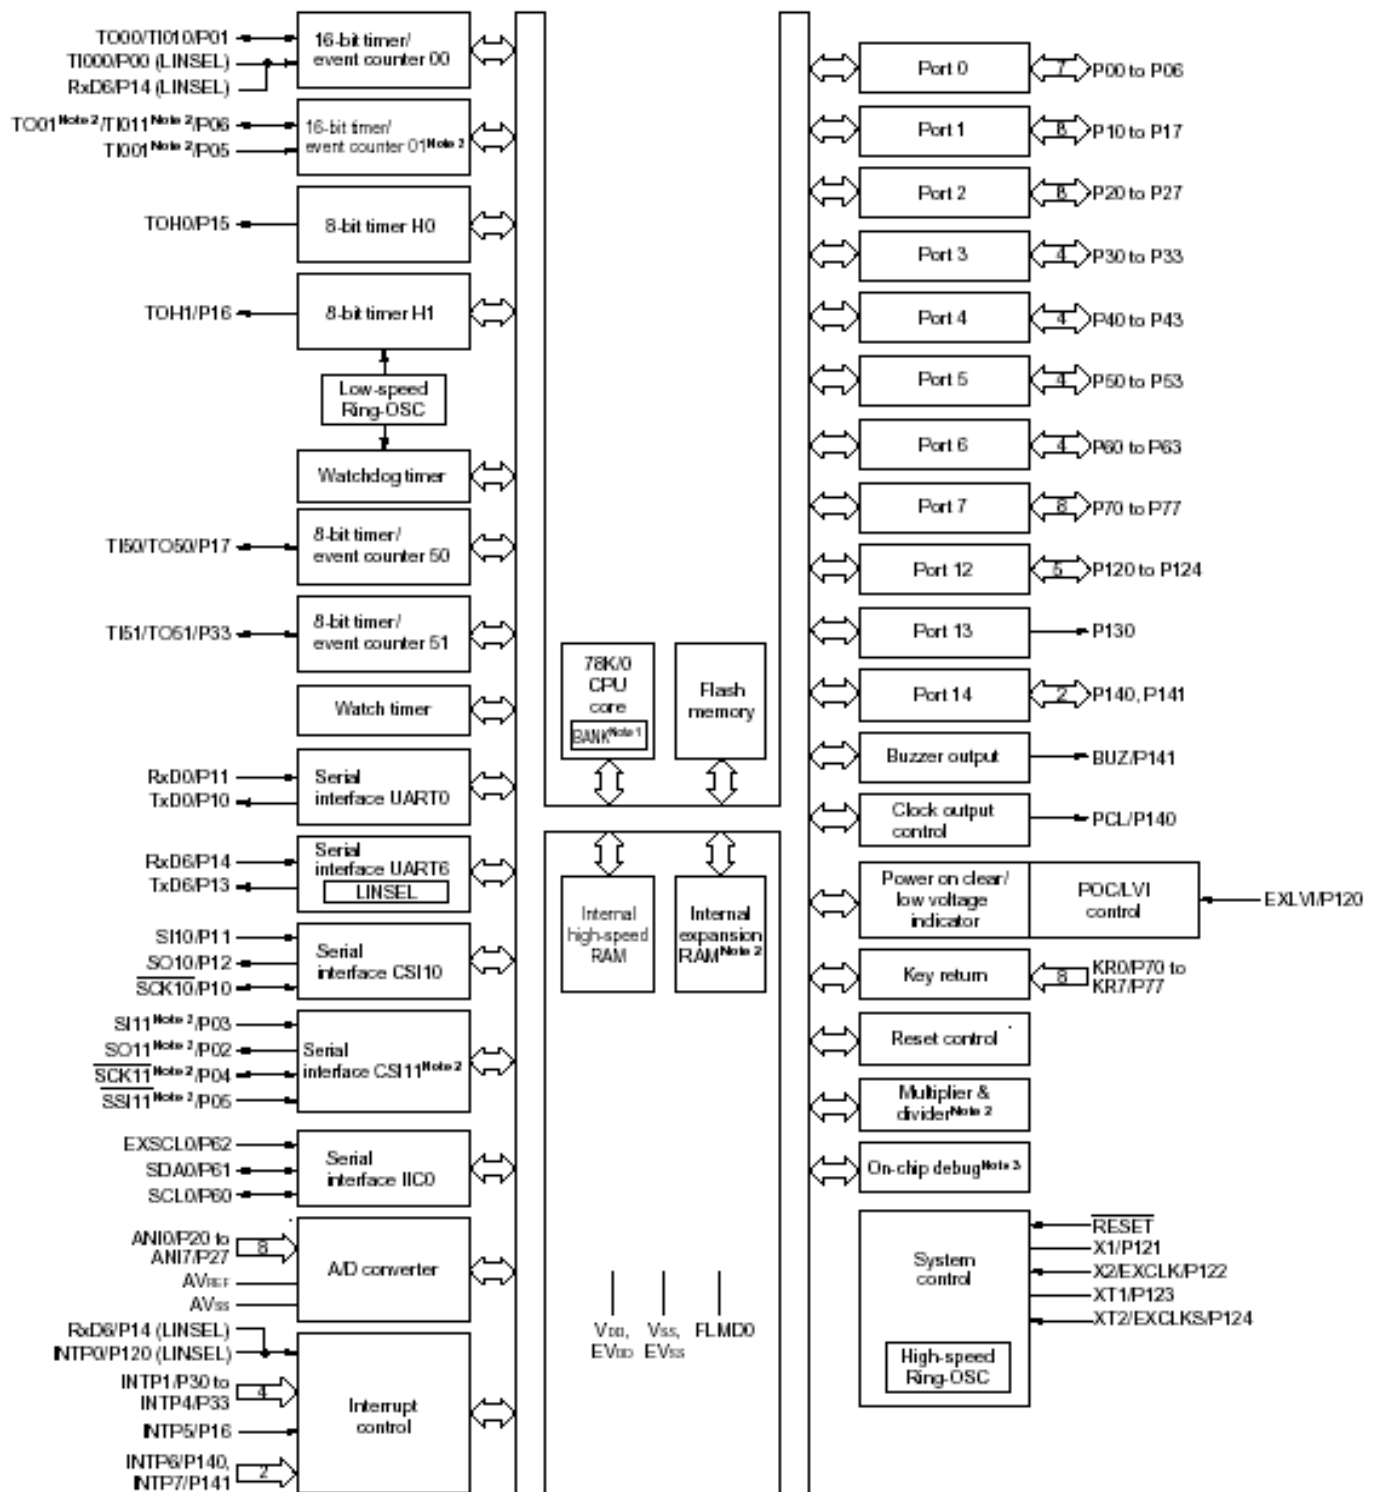 TO00/TI010/P01
TI000/P00 (LINSEL)
RxD6/P14 (LINSEL)
16-bit timer/
event counter 00
TO01Note 2/TI011Note 2/P06
TI001Note 2/P05
16-bit timer/
event counter 01Note 2
TOH0/P15
8-bit timer H0
TOH1/P16
8-bit timer H1
Low-speed
Ring-OSC
Watchdog timer
TI50/TO50/P17
8-bit timer/
event counter 50
TI51/TO51/P33
8-bit timer/
event counter 51
Watch timer
RxD0/P11
TxD0/P10
Serial
interface UART0
RxD6/P14
TxD6/P13
Serial
interface UART6
LINSEL
SI10/P11
SO10/P12
SCK10/P10
Serial
interface CSI10
SI11Note 2/P03
SO11Note 2/P02
SCK11Note 2/P04
SSI11Note 2/P05
Serial
interface CSI11Note 2
EXSCL0/P62
SDA0/P61
SCL0/P60
Serial
interface IIC0
ANI0/P20 to
ANI7/P27
8
AVREF
AVSS
A/D converter
RxD6/P14 (LINSEL)
INTP0/P120 (LINSEL)
INTP1/P30 to
INTP4/P33
4
INTP5/P16
INTP6/P140,
INTP7/P141
2
Interrupt
control
78K/0
CPU
core
BANKNote 1
Flash
memory
Internal
high-speed
RAM
Internal
expansion
RAMNote 2
VDD,
EVDD
VSS,
EVSS
FLMD0
Port 0
7
P00 to P06
Port 1
8
P10 to P17
Port 2
8
P20 to P27
Port 3
4
P30 to P33
Port 4
4
P40 to P43
Port 5
4
P50 to P53
Port 6
4
P60 to P63
Port 7
8
P70 to P77
Port 12
5
P120 to P124
Port 13
P130
Port 14
2
P140, P141
Buzzer output
BUZ/P141
Clock output
control
PCL/P140
Power on clear/
low voltage
indicator
POC/LVI
control
EXLVI/P120
Key return
8
KR0/P70 to
KR7/P77
Reset control
Multiplier &
dividerNote 2
On-chip debugNote 3
System
control
High-speed
Ring-OSC
RESET
X1/P121
X2/EXCLK/P122
XT1/P123
XT2/EXCLKS/P124